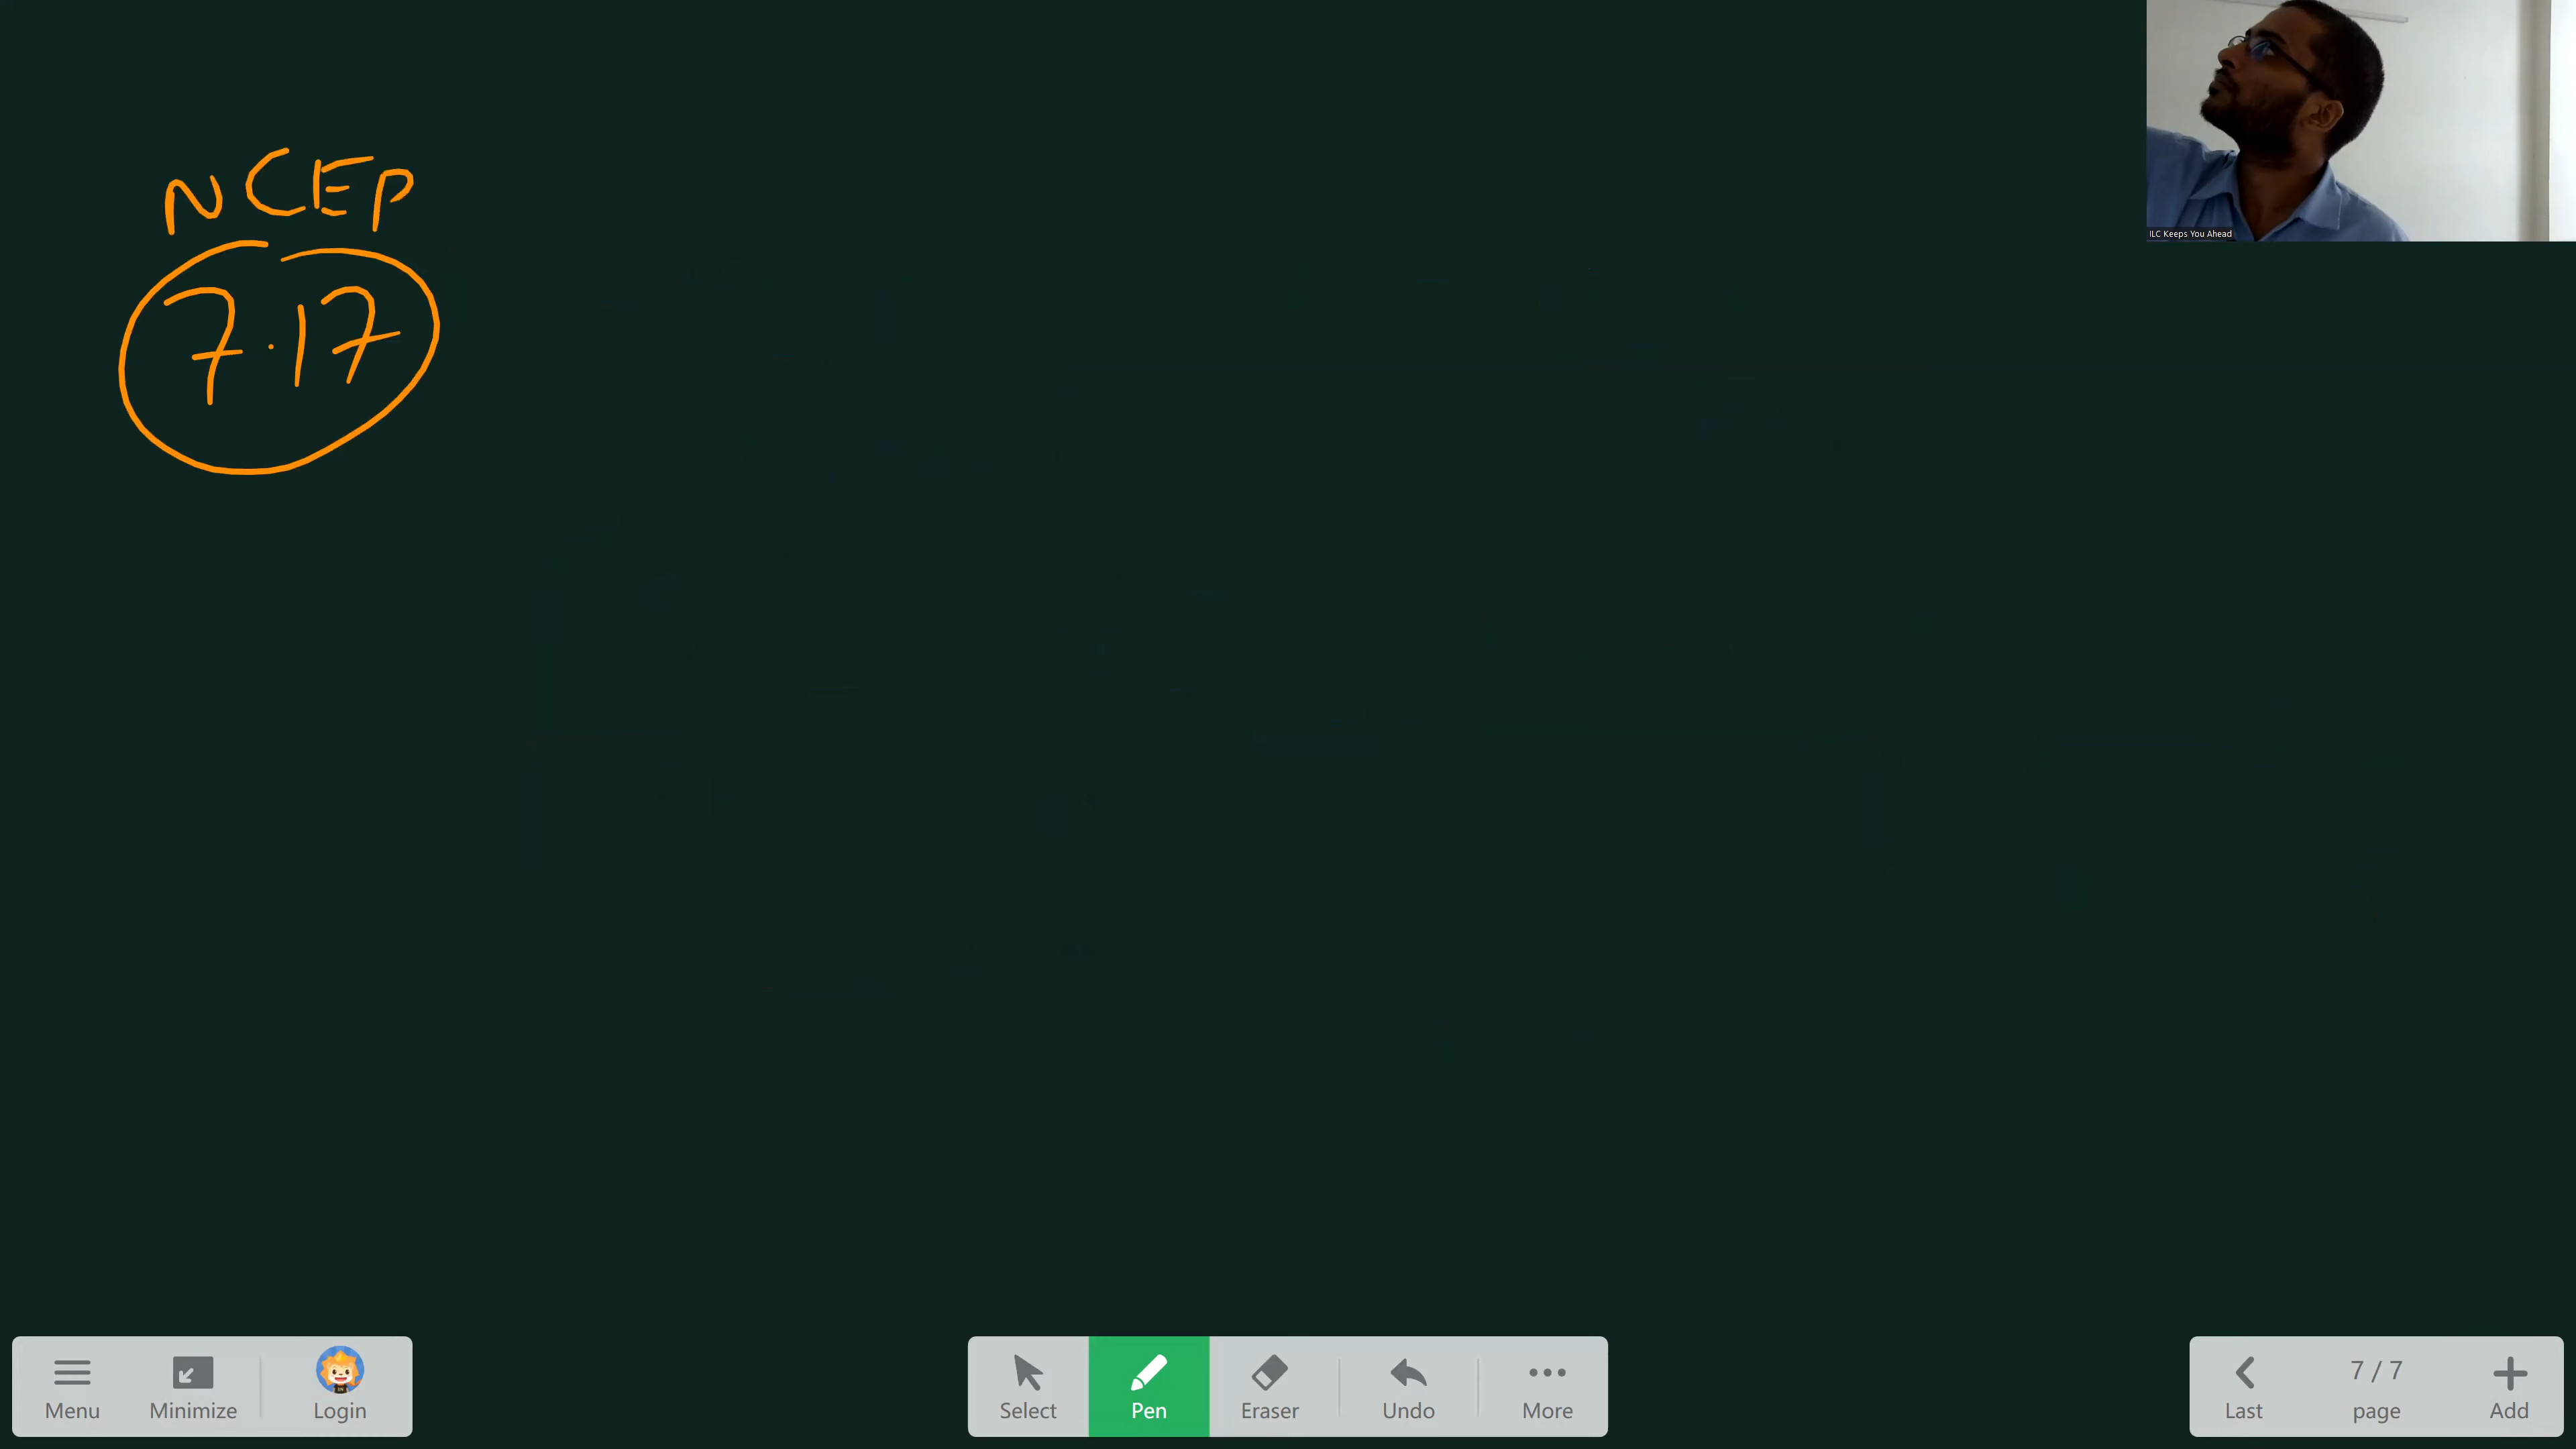 NCEP
7.17
ILC Keeps You Ahead
Menu Minimize Login
Select Pen Eraser Undo More
Last 7 / 7 page Add